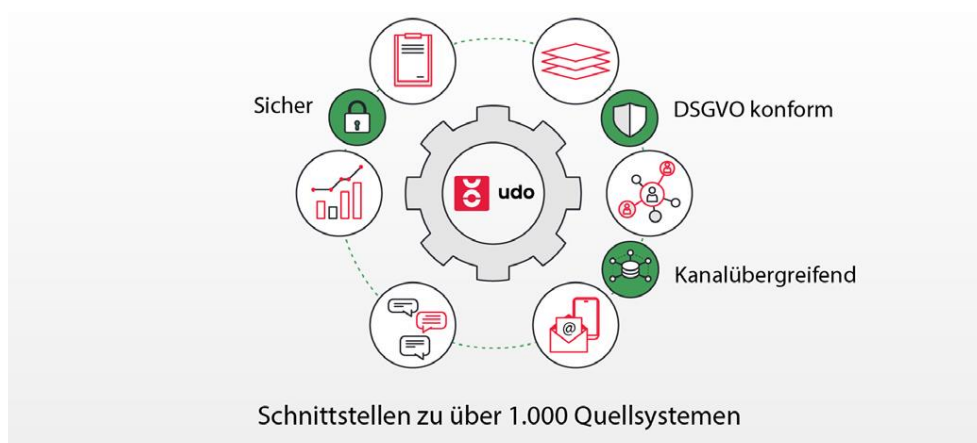 Sicher
DSGVO konform
udo
@
Kanalübergreifend
Schnittstellen zu über 1.000 Quellsystemen